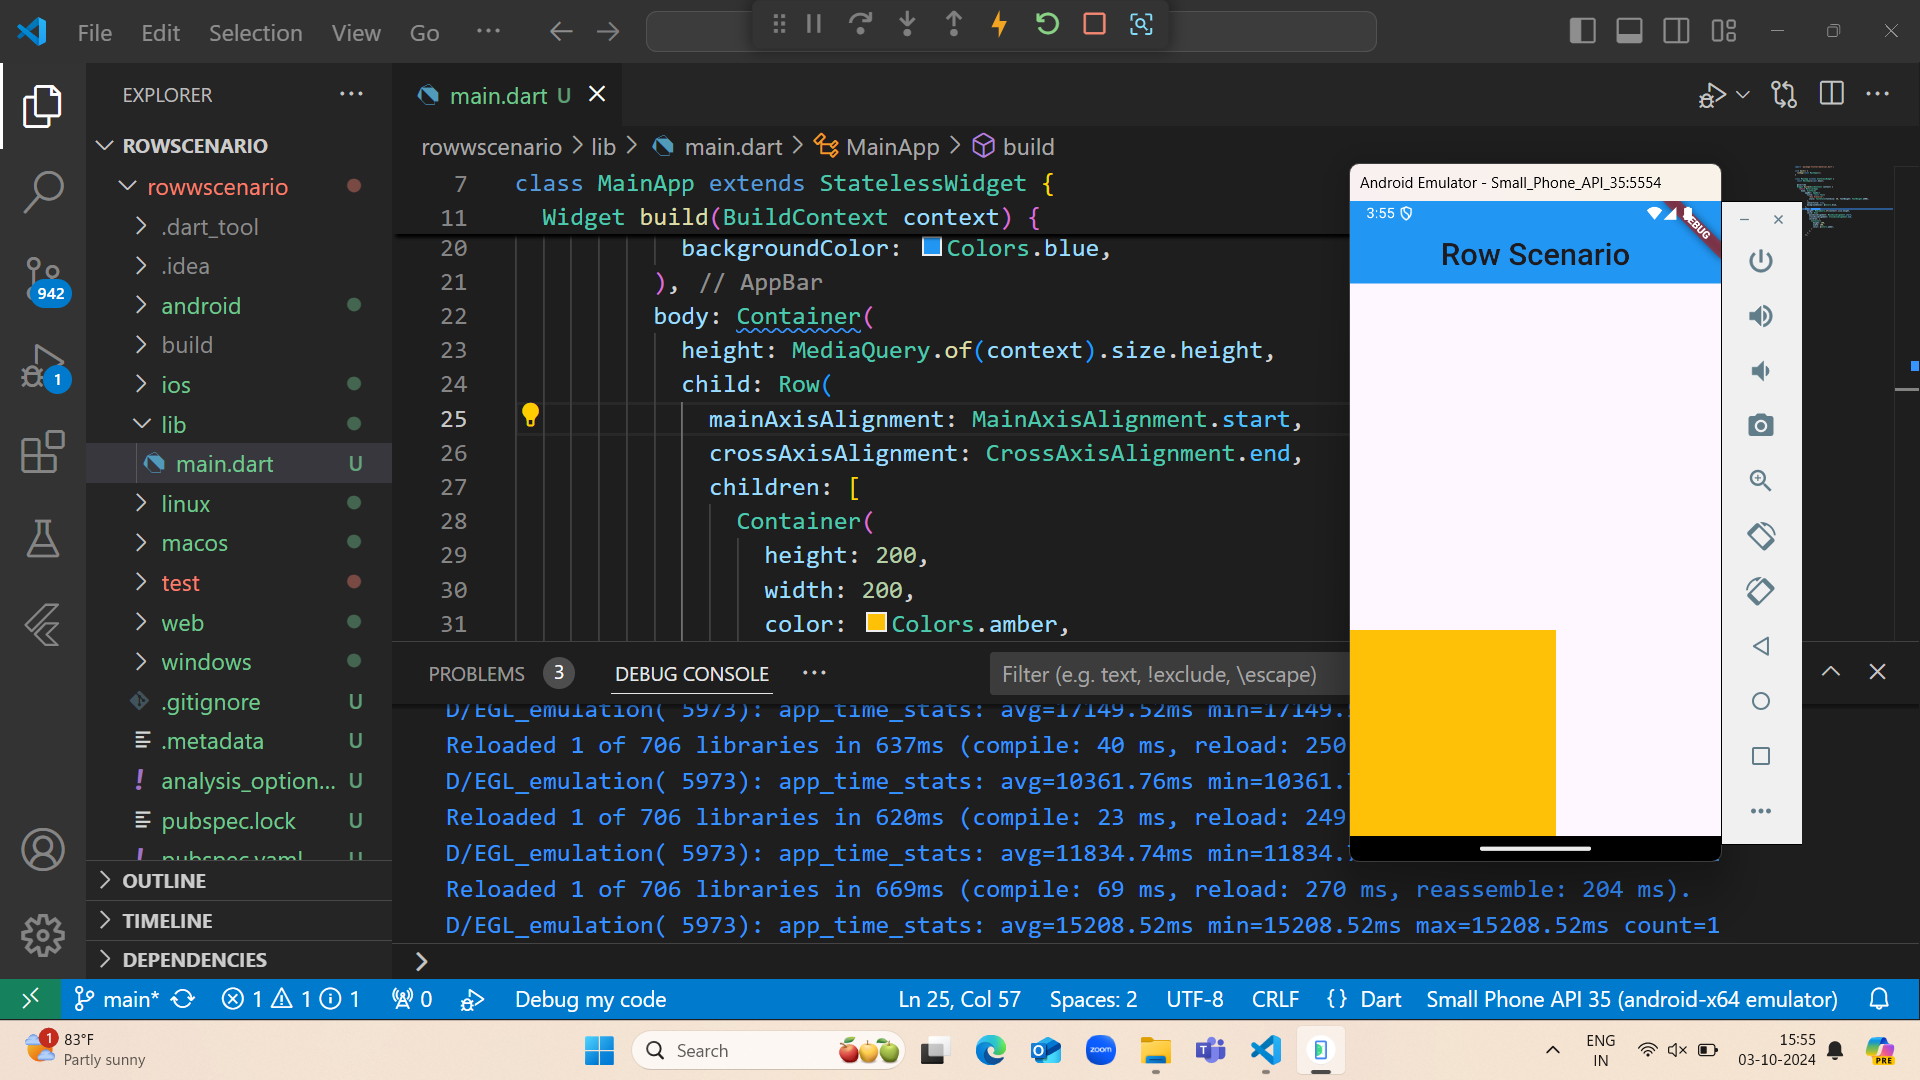 File Edit Selection View Go ...
EXPLORER
main.dart U
ROWSCENARIO
rowwscenario > lib > main.dart > MainApp > build
rowwscenario
.dart_tool
.idea
android
build
ios
lib
main.dart U
linux
macos
test
web
windows
.gitignore U
.metadata U
analysis_option... U
pubspec.lock U
pubspec.yaml U
OUTLINE
TIMELINE
DEPENDENCIES
942
1
7 class MainApp extends StatelessWidget {
11 Widget build(BuildContext context) {
20 backgroundColor: Colors.blue,
21 ), // AppBar
22 body: Container(
23 height: MediaQuery.of(context).size.height,
24 child: Row(
25 mainAxisAlignment: MainAxisAlignment.start,
26 crossAxisAlignment: CrossAxisAlignment.end,
27 children: [
28 Container(
29 height: 200,
30 width: 200,
31 color: Colors.amber,
Android Emulator - Small_Phone_API_35:5554
3:55
Row Scenario
PROBLEMS 3 DEBUG CONSOLE ... Filter (e.g. text, !exclude, \escape)
D/EGL_emulation( 5973): app_time_stats: avg=17149.52ms min=17149.
Reloaded 1 of 706 libraries in 637ms (compile: 40 ms, reload: 250
D/EGL_emulation( 5973): app_time_stats: avg=10361.76ms min=10361.
Reloaded 1 of 706 libraries in 620ms (compile: 23 ms, reload: 249
D/EGL_emulation( 5973): app_time_stats: avg=11834.74ms min=11834.
Reloaded 1 of 706 libraries in 669ms (compile: 69 ms, reload: 270 ms, reassemble: 204 ms).
D/EGL_emulation( 5973): app_time_stats: avg=15208.52ms min=15208.52ms max=15208.52ms count=1
>
main* 1 1 1 0 Debug my code Ln 25, Col 57 Spaces: 2 UTF-8 CRLF {} Dart Small Phone API 35 (android-x64 emulator)
1 83°F
Partly sunny
Search
zoom
ENG
IN
15:55
03-10-2024
PRE